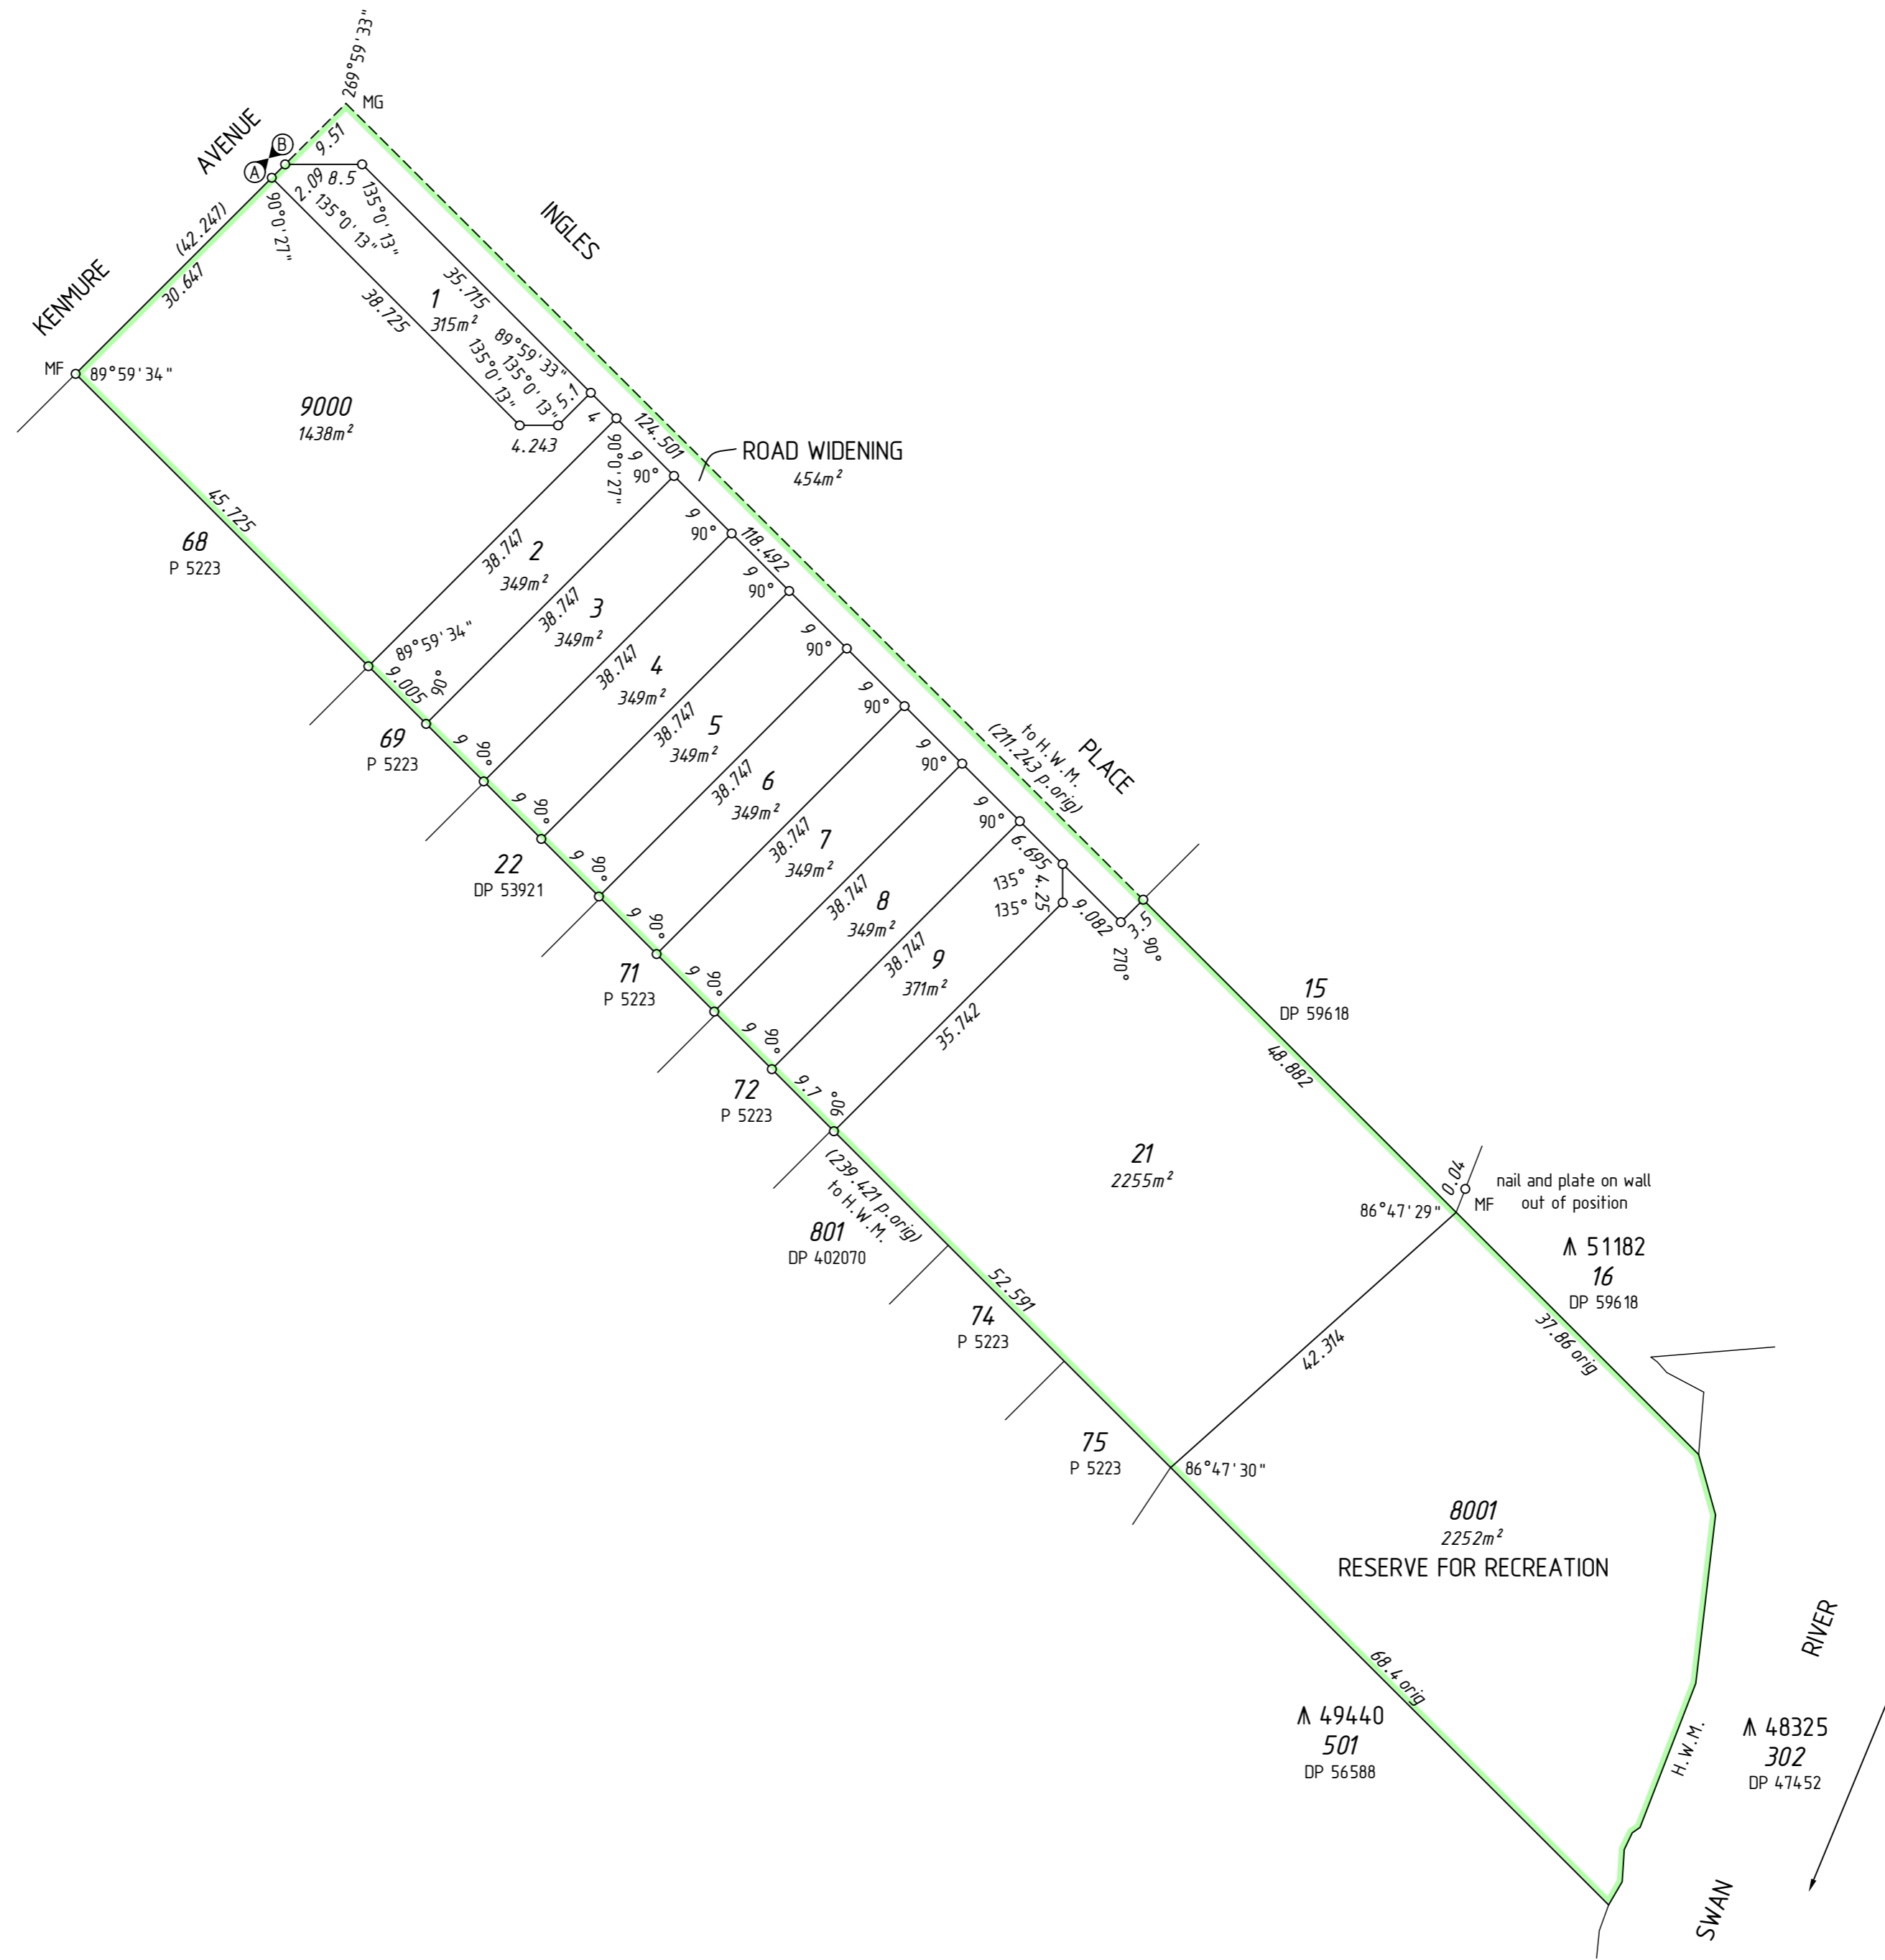 269°59'33"
MG
AVENUE
B
A
9.51
2.09
8.5
135°0'13"
135°0'13"
90°0'27"
(42.247)
30.647
KENMURE
INGLES
35.715
38.725
1
315m²
89°59'33"
135°0'13"
135°0'13"
5.1
4
4.243
MF
89°59'34"
9000
1438m²
124.501
ROAD WIDENING
454m²
90°0'27"
9
90°
45.725
68
P 5223
38.747
2
349m²
9
90°
118.492
89°59'34"
9.005
90°
38.747
3
349m²
9
90°
69
P 5223
9
90°
38.747
4
349m²
9
90°
22
DP 53921
9
90°
38.747
5
349m²
9
90°
9
90°
38.747
6
349m²
9
90°
71
P 5223
9
90°
38.747
7
349m²
9
90°
to H.W.M.
(211.243 p.orig)
PLACE
9
90°
38.747
8
349m²
6.695
135°
4.25
135°
9.082
3.5
90°
270°
72
P 5223
9
90°
38.747
9
371m²
35.742
9.7
90°
15
DP 59618
48.882
21
2255m²
(239.421 p.orig)
to H.W.M.
801
DP 402070
0.04
nail and plate on wall
out of position
MF
86°47'29"
51182
16
DP 59618
37.86 orig
52.591
74
P 5223
42.314
75
P 5223
86°47'30"
8001
2252m²
RESERVE FOR RECREATION
68.4 orig
49440
501
DP 56588
H.W.M.
RIVER
48325
302
DP 47452
SWAN